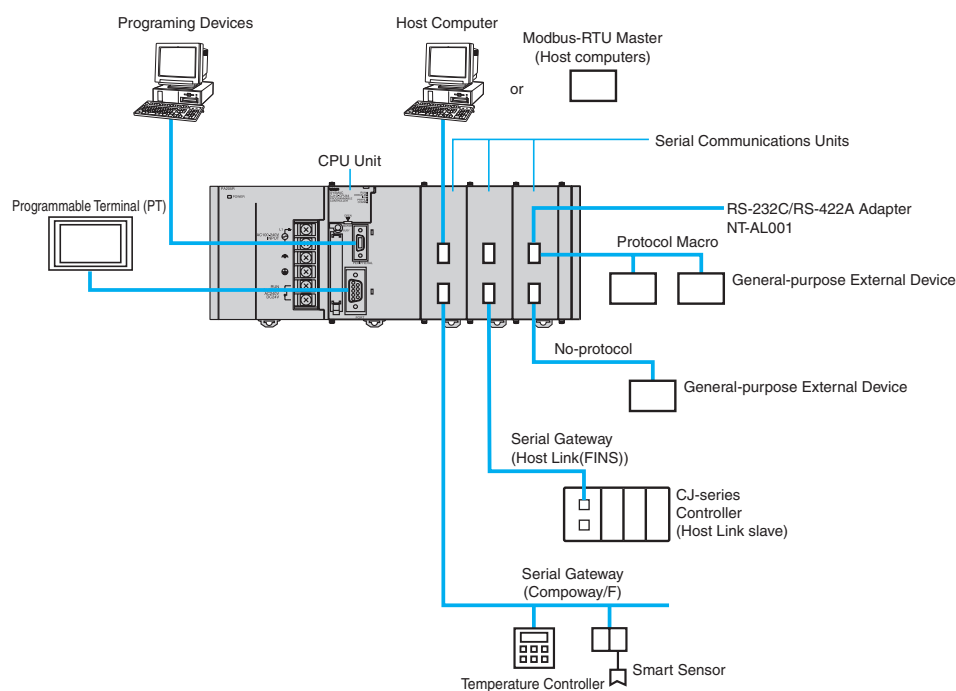 Programing Devices
Host Computer
Modbus-RTU Master
(Host computers)
or
Serial Communications Units
CPU Unit
Programmable Terminal (PT)
POWER
RS-232C/RS-422A Adapter
NT-AL001
Protocol Macro
General-purpose External Device
No-protocol
General-purpose External Device
Serial Gateway
(Host Link(FINS))
CJ-series
Controller
(Host Link slave)
Serial Gateway
(Compoway/F)
Smart Sensor
Temperature Controller